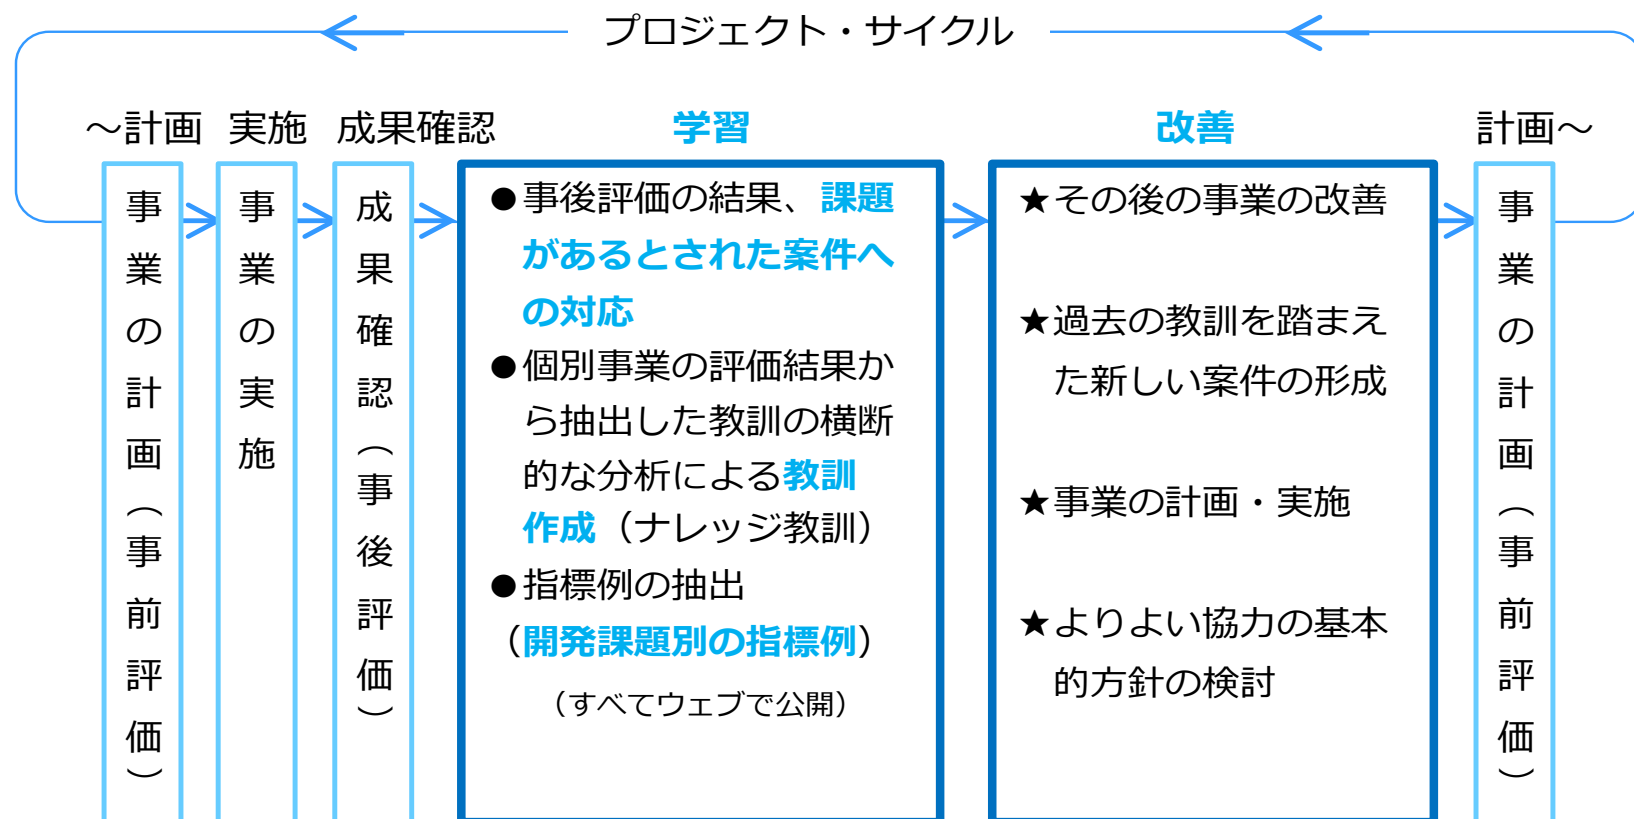 プロジェクト・サイクル
～計画
実施
成果確認
学習
改善
計画～
事業の計画（事前評価）
事業の実施
成果確認（事後評価）
●事後評価の結果、課題
があるとされた案件へ
の対応
●個別事業の評価結果か
ら抽出した教訓の横断
的な分析による教訓
作成（ナレッジ教訓）
●指標例の抽出
（開発課題別の指標例）
（すべてウェブで公開）
★その後の事業の改善
★過去の教訓を踏まえ
た新しい案件の形成
★事業の計画・実施
★よりよい協力の基本
的方針の検討
事業の計画（事前評価）